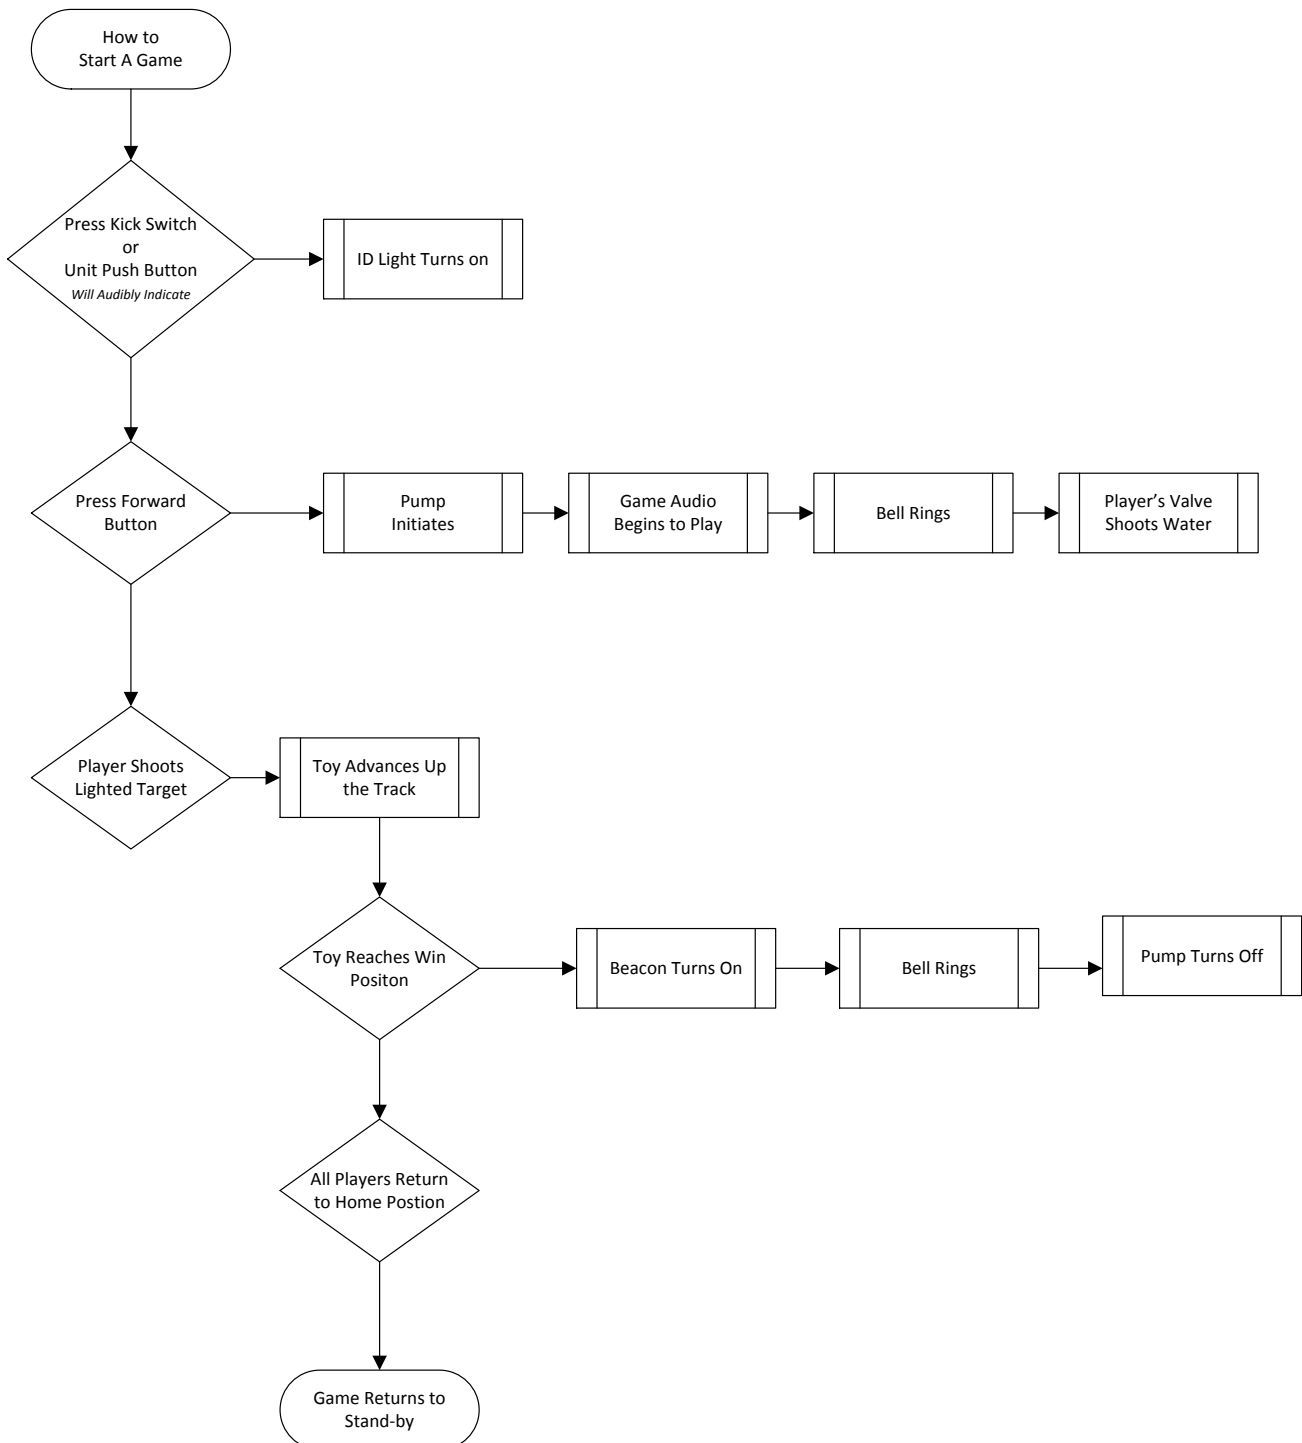 How to
Start A Game
Press Kick Switch
or
Unit Push Button
Will Audibly Indicate
ID Light Turns on
Press Forward
Button
Pump
Initiates
Game Audio
Begins to Play
Bell Rings
Player’s Valve
Shoots Water
Player Shoots
Lighted Target
Toy Advances Up
the Track
Toy Reaches Win
Positon
Beacon Turns On
Bell Rings
Pump Turns Off
All Players Return
to Home Postion
Game Returns to
Stand-by